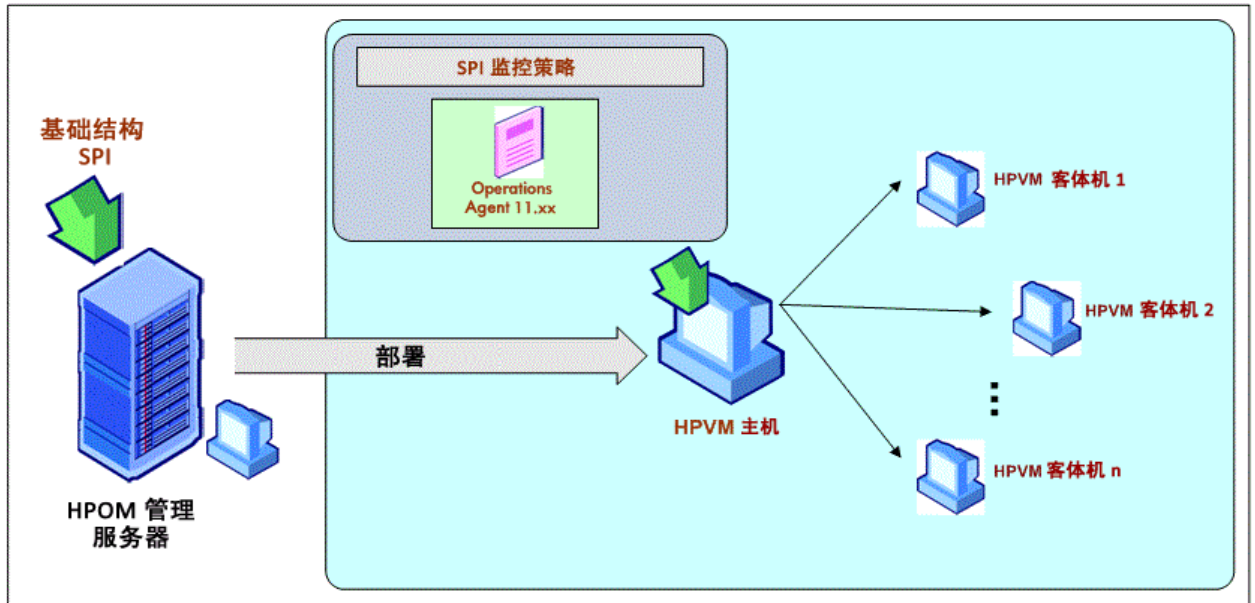 SPI 监控策略
基础结构
SPI
Operations
Agent 11.xx
HPVM 客体机 1
HPVM 客体机 2
部署
HPVM 主机
HPVM 客体机 n
HPOM 管理
服务器